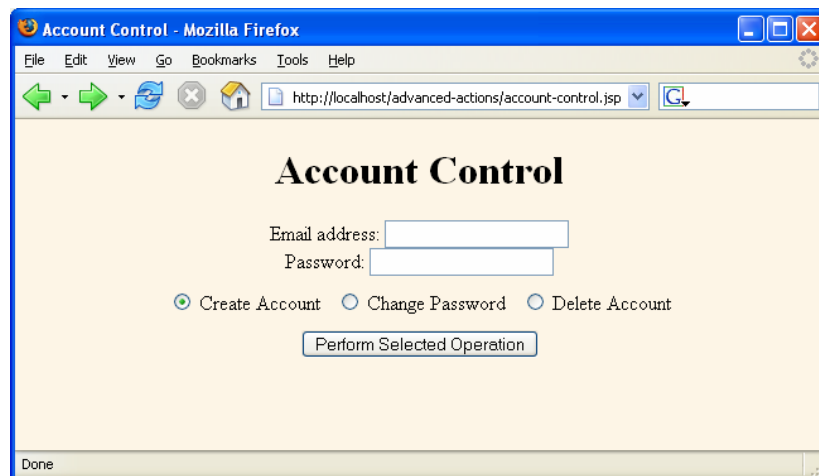 Account Control - Mozilla Firefox
File Edit View Go Bookmarks Tools Help
http://localhost/advanced-actions/account-control.jsp G
Account Control
Email address:
Password:
Create Account Change Password Delete Account
Perform Selected Operation
Done